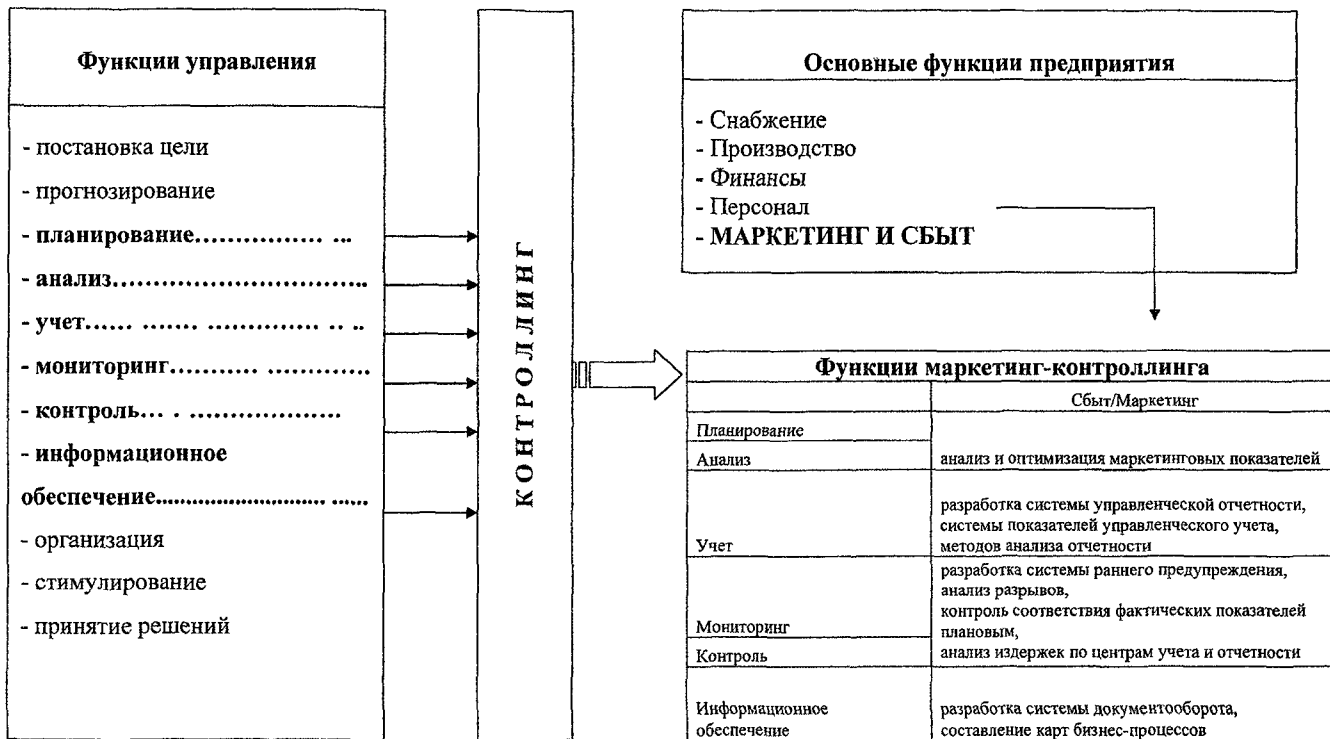 Функции управления
- постановка цели
- прогнозирование
- планирование................ ...
- анализ...................................
- учет...... ....... .............. .. ..
- мониторинг........... .............
- контроль... . ...................
- информационное
обеспечение.......................... ......
- организация
- стимулирование
- принятие решений
КОНТРОЛЛИНГ
Основные функции предприятия
- Снабжение
- Производство
- Финансы
- Персонал
- МАРКЕТИНГ И СБЫТ
Функции маркетинг-контроллинга
Сбыт/Маркетинг
Планирование
Анализ
анализ и оптимизация маркетинговых показателей
Учет
разработка системы управленческой отчетности,
системы показателей управленческого учета,
методов анализа отчетности
Мониторинг
Контроль
разработка системы раннего предупреждения,
анализ разрывов,
контроль соответствия фактических показателей
плановым,
анализ издержек по центрам учета и отчетности
Информационное
обеспечение
разработка системы документооборота,
составление карт бизнес-процессов